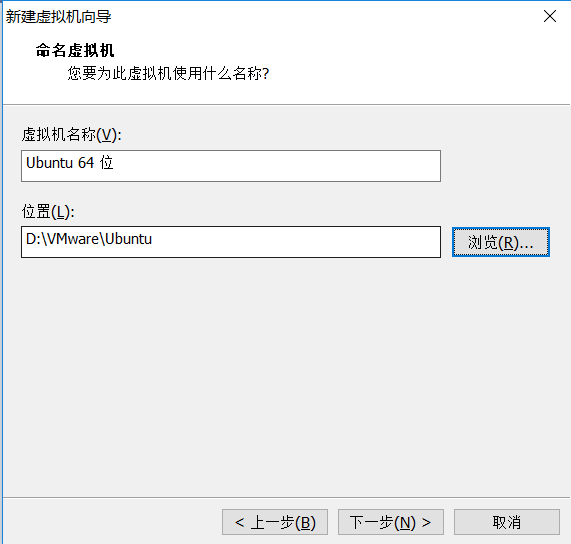 新建虚拟机向导
命名虚拟机
您要为此虚拟机使用什么名称?
虚拟机名称(V):
Ubuntu 64 位
位置(L):
D:\VMware\Ubuntu
浏览(R)...
< 上一步(B)
下一步(N) >
取消